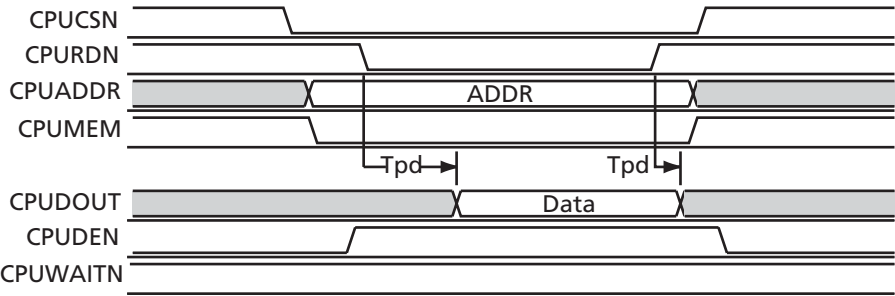 CPUCSN
CPURDN
CPUADDR ADDR
CPUMEM
Tpd Tpd
CPUDOUT Data
CPUDEN
CPUWAITN